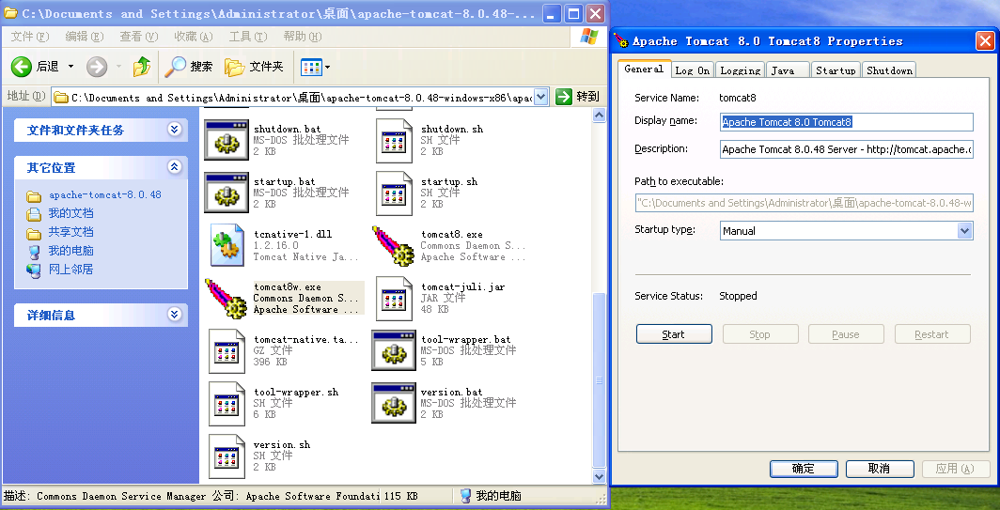 C:\Documents and Settings\Administrator\桌面\apache-tomcat-8.0.48-...
文件(F) 编辑(E) 查看(V) 收藏(A) 工具(T) 帮助(H)
后退 搜索 文件夹
地址(D) C:\Documents and Settings\Administrator\桌面\apache-tomcat-8.0.48-windows-x86\apac 转到
文件和文件夹任务
其它位置
apache-tomcat-8.0.48
我的文档
共享文档
我的电脑
网上邻居
详细信息
shutdown.bat
MS-DOS 批处理文件
2 KB
shutdown.sh
SH 文件
2 KB
startup.bat
MS-DOS 批处理文件
2 KB
startup.sh
SH 文件
2 KB
tcnative-1.dll
1.2.16.0
Tomcat Native Ja...
tomcat8.exe
Commons Daemon S...
Apache Software ...
tomcat8w.exe
Commons Daemon S...
Apache Software ...
tomcat-juli.jar
JAR 文件
48 KB
tomcat-native.ta...
GZ 文件
396 KB
tool-wrapper.bat
MS-DOS 批处理文件
5 KB
tool-wrapper.sh
SH 文件
6 KB
version.bat
MS-DOS 批处理文件
2 KB
version.sh
SH 文件
2 KB
描述: Commons Daemon Service Manager 公司: Apache Software Foundati 115 KB 我的电脑
Apache Tomcat 8.0 Tomcat8 Properties
General Log On Logging Java Startup Shutdown
Service Name: tomcat8
Display name: Apache Tomcat 8.0 Tomcat8
Description: Apache Tomcat 8.0.48 Server - http://tomcat.apache.o
Path to executable:
"C:\Documents and Settings\Administrator\桌面\apache-tomcat-8.0.48-w
Startup type: Manual
Service Status: Stopped
Start Stop Pause Restart
确定 取消 应用(A)